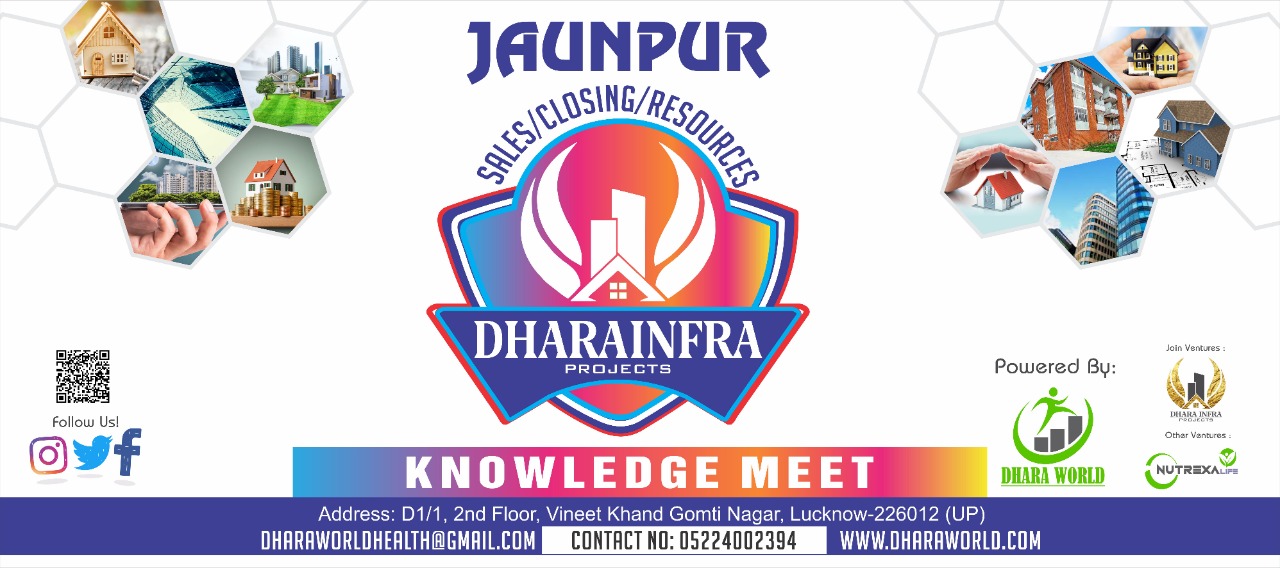 JAUNPUR
SALES/CLOSING/RESOURCES
DHARAINFRA
PROJECTS
Follow Us!
Powered By:
DHARA WORLD
Join Ventures :
DHARA INFRA
PROJECTS
Other Ventures :
NUTREXA LIFE
KNOWLEDGE MEET
Address: D1/1, 2nd Floor, Vineet Khand Gomti Nagar, Lucknow-226012 (UP)
DHARAWORLDHEALTH@GMAIL.COM CONTACT NO: 05224002394 WWW.DHARAWORLD.COM